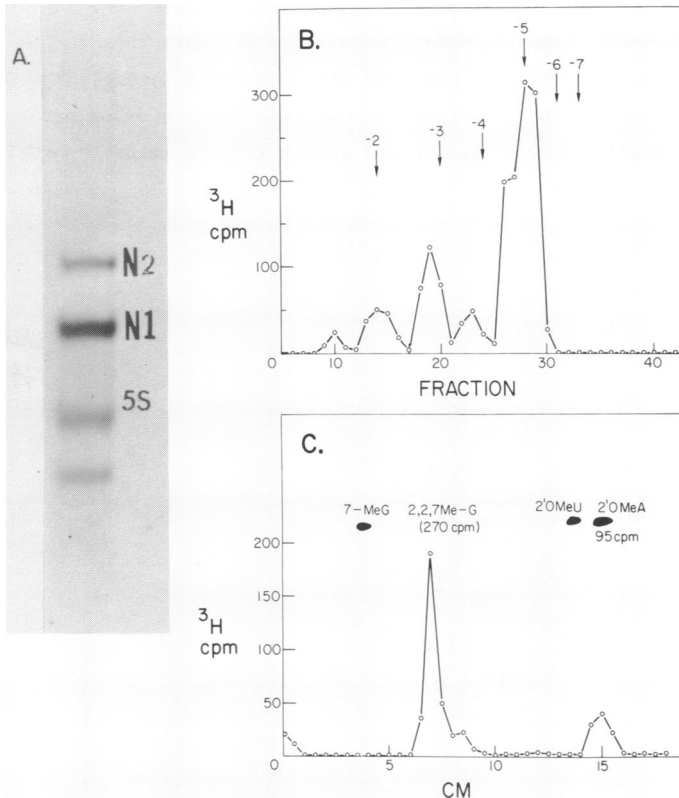 A.
N2
N1
5S
B.
-2
-3
-4
-5
-6
-7
300
200
100
0
3H
cpm
0 10 20 30 40
FRACTION
C.
7-MeG
2,2,7Me-G
(270 cpm)
2'OMeU
2'OMeA
95cpm
200
150
100
50
0
3H
cpm
0 5 10 15
CM